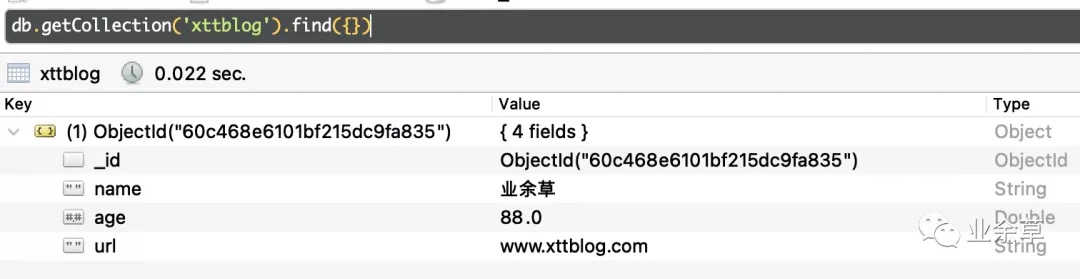 db.getCollection('xttblog').find({})
xttblog 0.022 sec.
Key Value Type
(1) ObjectId("60c468e6101bf215dc9fa835") { 4 fields } Object
_id ObjectId("60c468e6101bf215dc9fa835") ObjectId
name 业余草 String
age 88.0 Double
url www.xttblog.com String
业余草